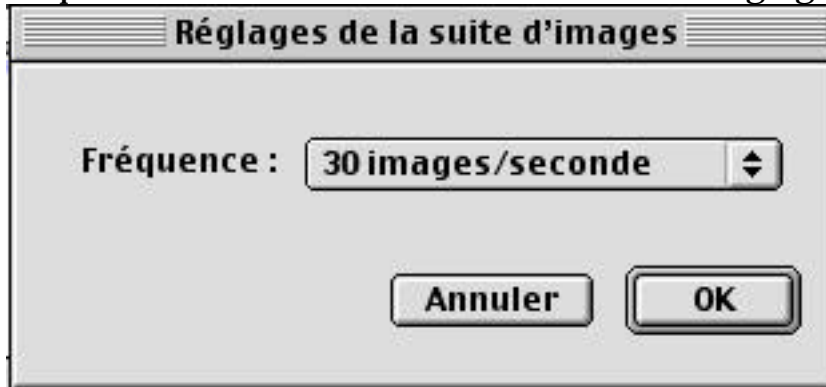 Réglages de la suite d'images
Fréquence : 30 images/seconde
Annuler OK